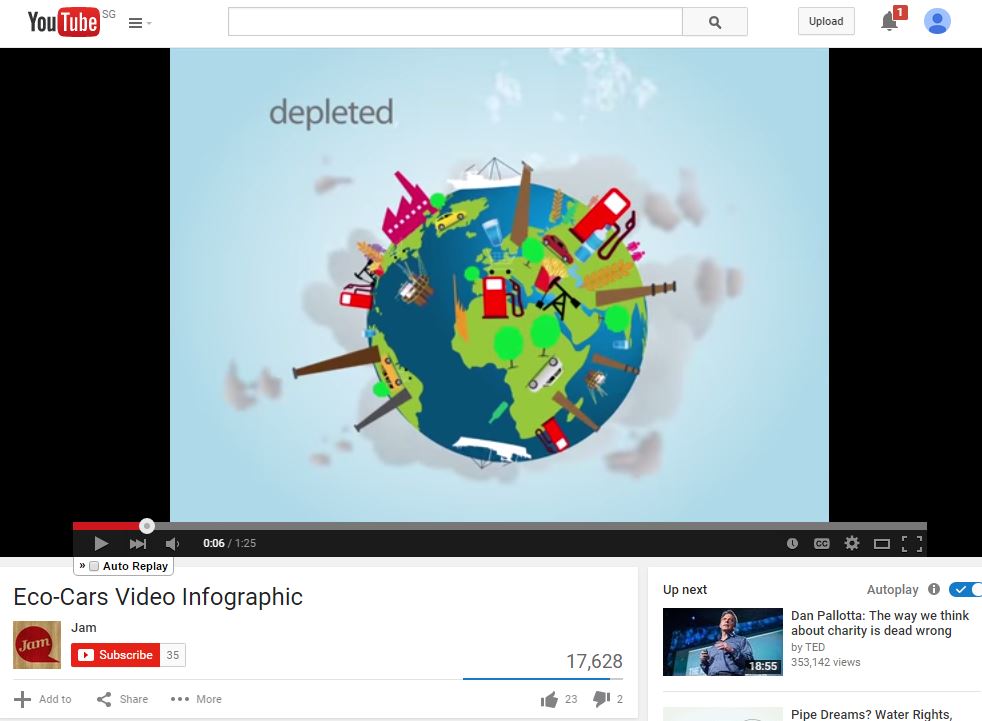 YouTube SG
Upload
1
depleted
0:06 / 1:25
CC
» Auto Replay
Eco-Cars Video Infographic
Jam
Jam
Subscribe 35
17,628
Add to Share More 23 2
Up next Autoplay
18:55
Dan Pallotta: The way we think
about charity is dead wrong
by TED
353,142 views
Pipe Dreams? Water Rights,